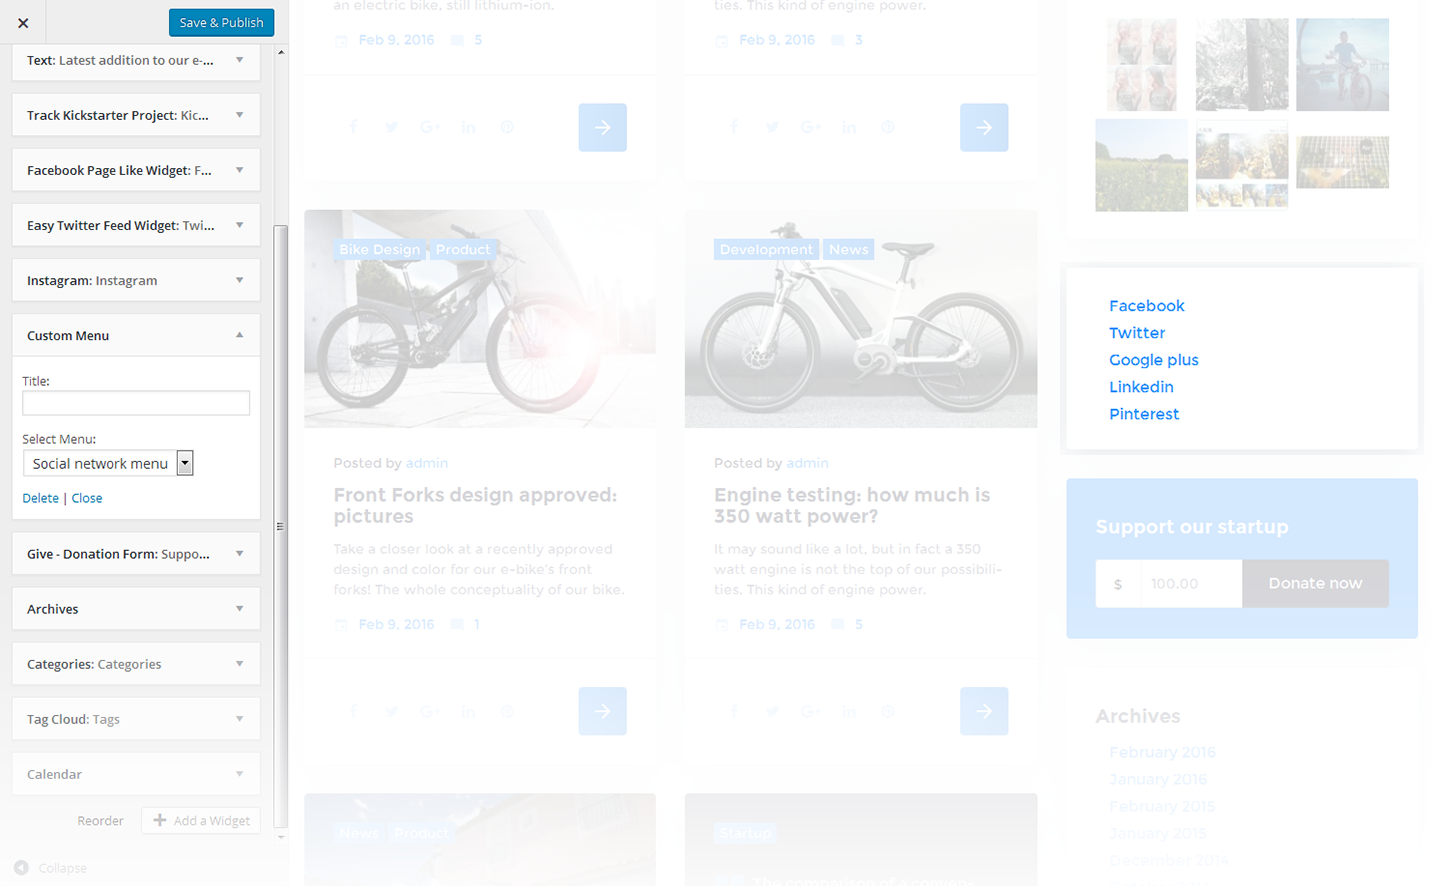 Save & Publish
Text: Latest addition to our e-...
Track Kickstarter Project: Kic...
Facebook Page Like Widget: F...
Easy Twitter Feed Widget: Twi...
Instagram: Instagram
Custom Menu
Title:
Select Menu:
Social network menu
Delete | Close
Give - Donation Form: Suppo...
Archives
Categories: Categories
Tag Cloud: Tags
Calendar
Reorder
Add a Widget
Collapse
an electric bike, still lithium-ion.
Feb 9, 2016 5
ties. This kind of engine power.
Feb 9, 2016 3
Bike Design Product
Posted by admin
Front Forks design approved:
pictures
Take a closer look at a recently approved
design and color for our e-bike's front
forks! The whole conceptuality of our bike.
Feb 9, 2016 1
Development News
Posted by admin
Engine testing: how much is
350 watt power?
It may sound like a lot, but in fact a 350
watt engine is not the top of our possibili-
ties. This kind of engine power.
Feb 9, 2016 5
News Product
Startup
The comparison of a conven-
Facebook
Twitter
Google plus
Linkedin
Pinterest
Support our startup
$ 100.00 Donate now
Archives
February 2016
January 2016
February 2015
January 2015
December 2014